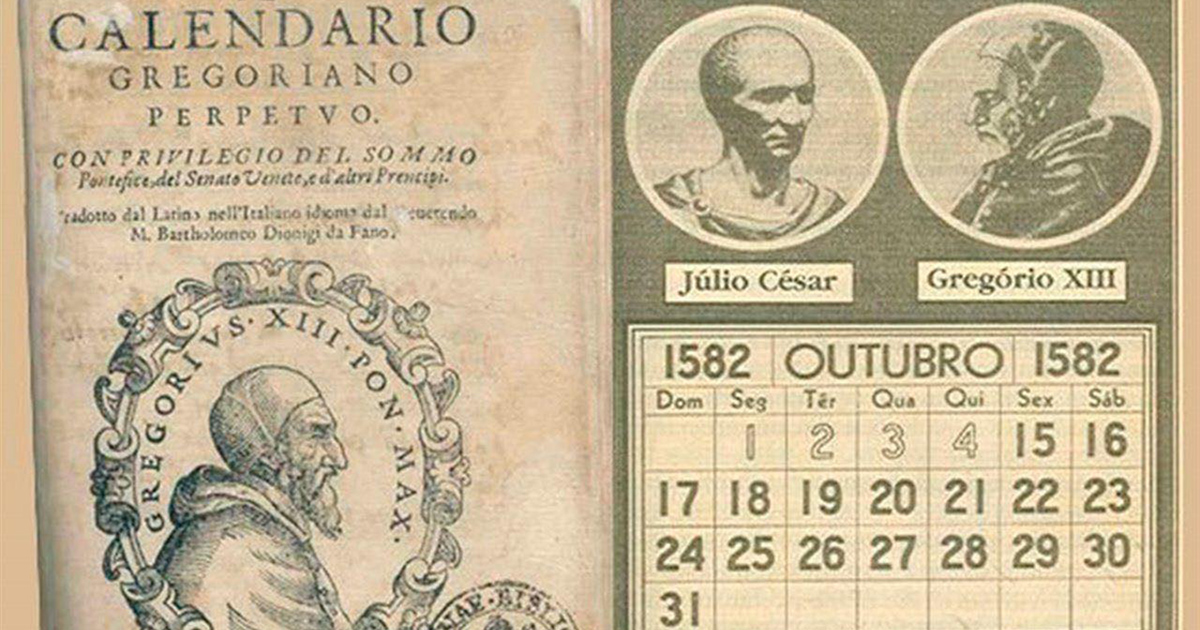 CALENDARIO
GREGORIANO
PERPETVO.
CON PRIVILEGIO DEL SOMMO
Pontefice, del Senato Veneto, e d'altri Prencipi.
dal Latino nell'Italiano idioma dal
M. Bartholomeo Dionigi da Fano.
GREGORIVS · XIII · PON · MAX ·
Júlio César
Gregório XIII
1582 OUTUBRO 1582
Dom Seg Têr Qua Qui Sex Sáb
1 2 3 4 15 16
17 18 19 20 21 22 23
24 25 26 27 28 29 30
31